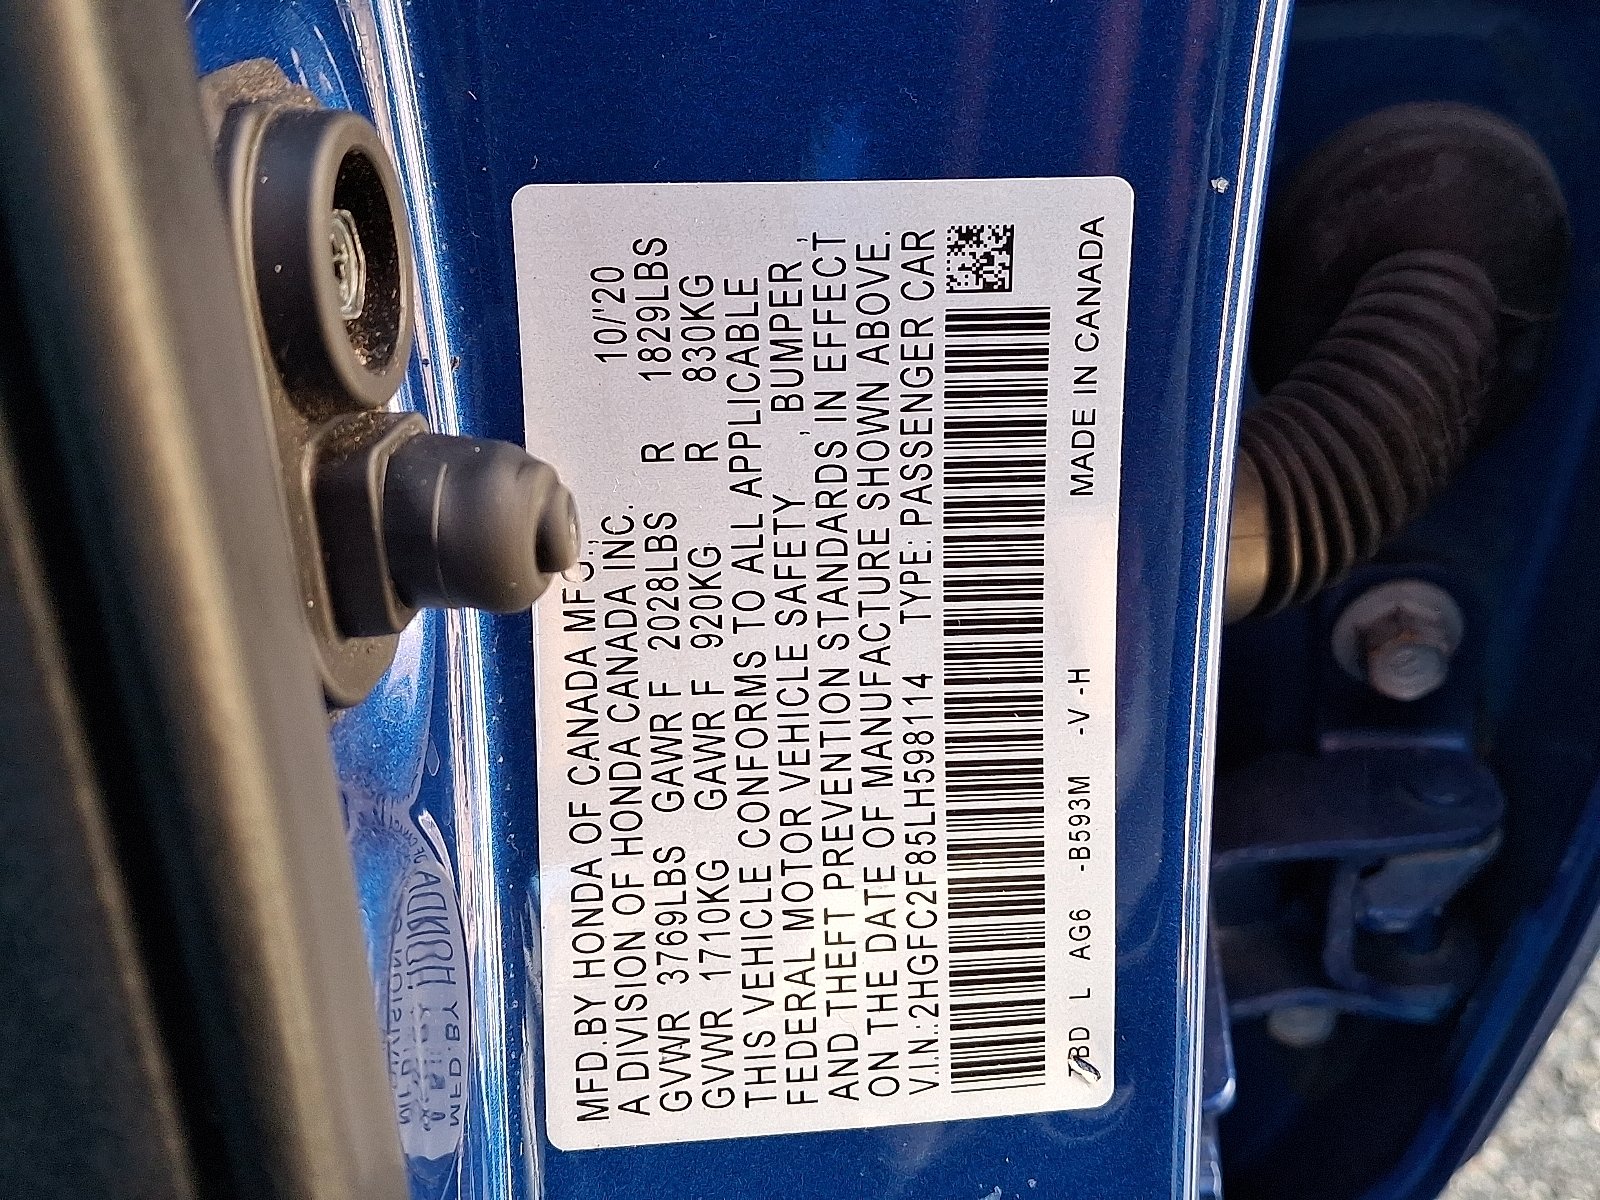 MFD.BY HONDA OF CANADA MFG., 10/'20
A DIVISION OF HONDA CANADA INC.
GVWR 3769LBS GAWR F 2028LBS R 1829LBS
GVWR 1710KG GAWR F 920KG R 830KG
THIS VEHICLE CONFORMS TO ALL APPLICABLE
FEDERAL MOTOR VEHICLE SAFETY , BUMPER ,
AND THEFT PREVENTION STANDARDS IN EFFECT
ON THE DATE OF MANUFACTURE SHOWN ABOVE.
V.I.N.:2HGFC2F85LH598114 TYPE: PASSENGER CAR
TBD L AG6 -B593M -V -H MADE IN CANADA